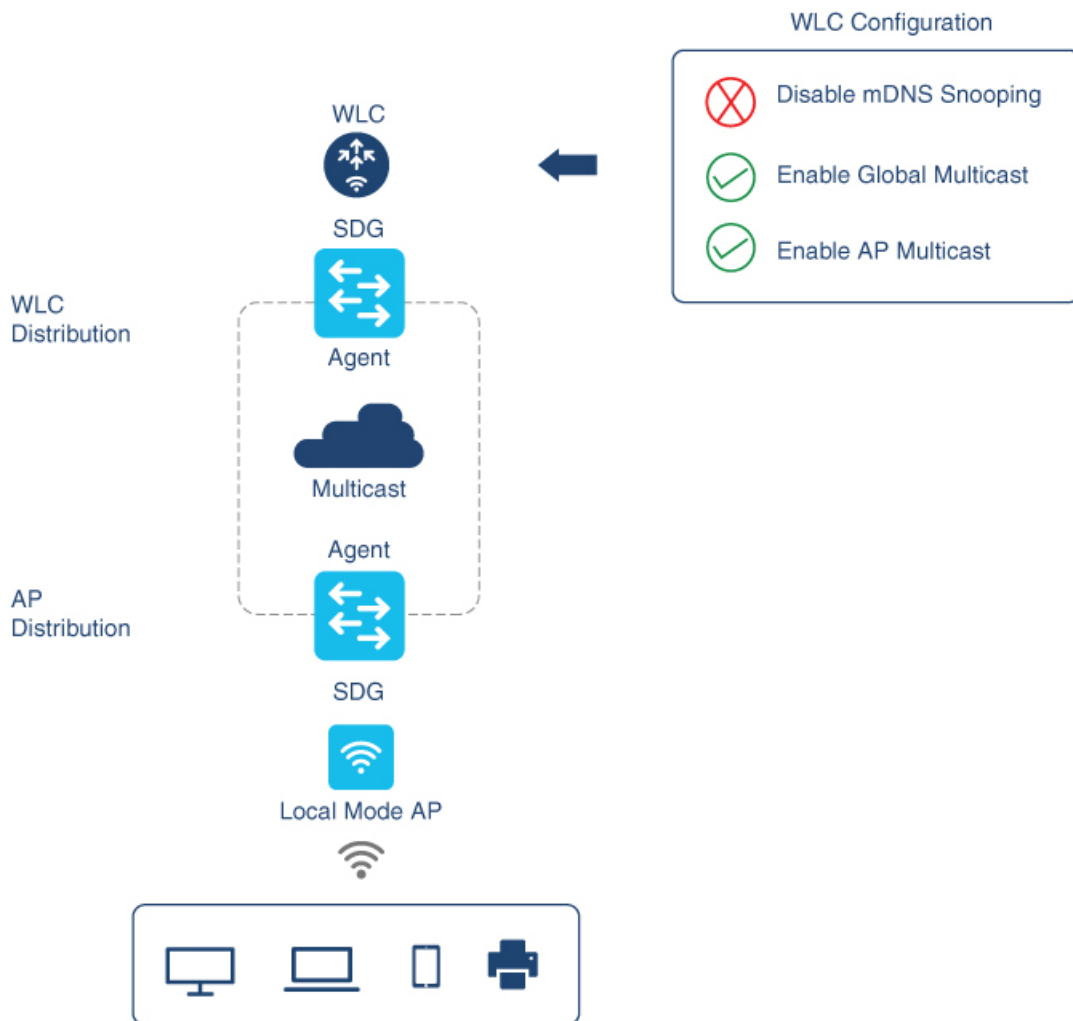 WLC Configuration
Disable mDNS Snooping
Enable Global Multicast
Enable AP Multicast
WLC
SDG
WLC
Distribution
Agent
Multicast
Agent
AP
Distribution
SDG
Local Mode AP